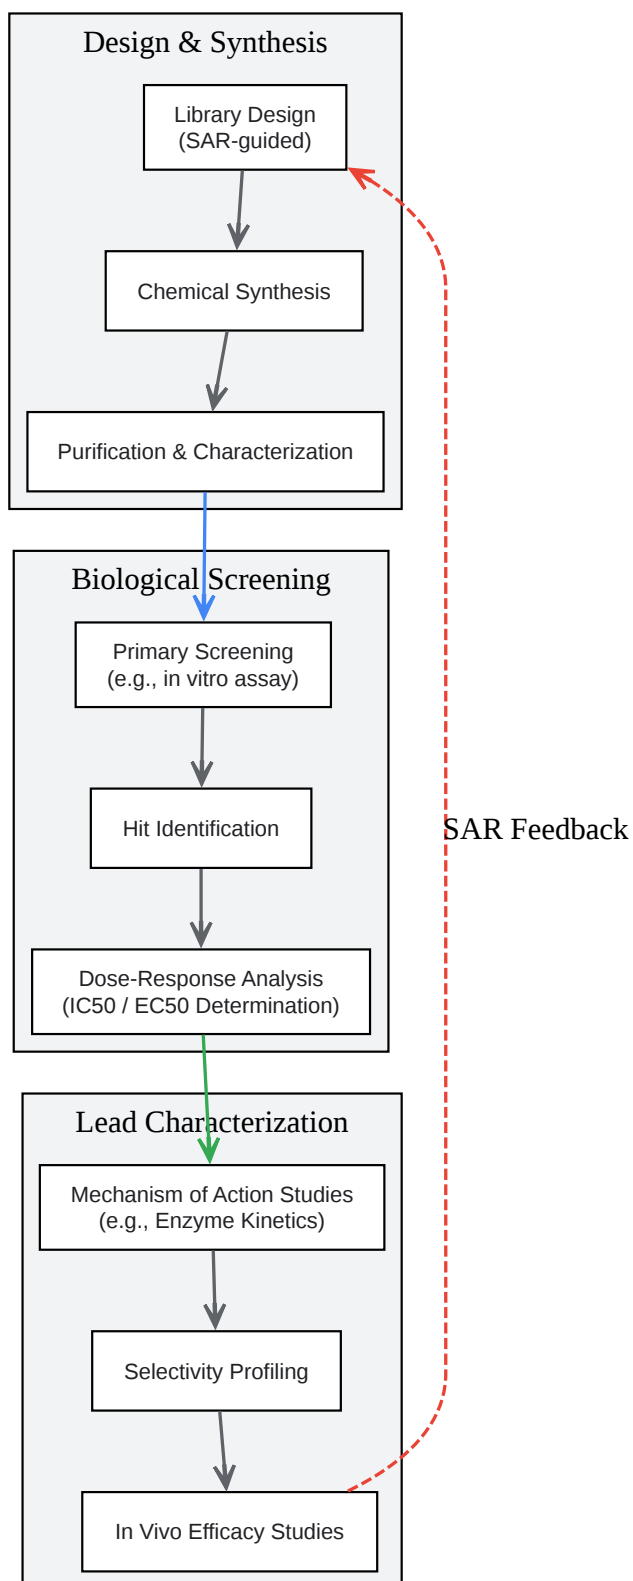 Design & Synthesis
Library Design
(SAR-guided)
Chemical Synthesis
Purification & Characterization
Biological Screening
Primary Screening
(e.g., in vitro assay)
Hit Identification
SAR Feedback
Dose-Response Analysis
(IC50 / EC50 Determination)
Lead Characterization
Mechanism of Action Studies
(e.g., Enzyme Kinetics)
Selectivity Profiling
In Vivo Efficacy Studies